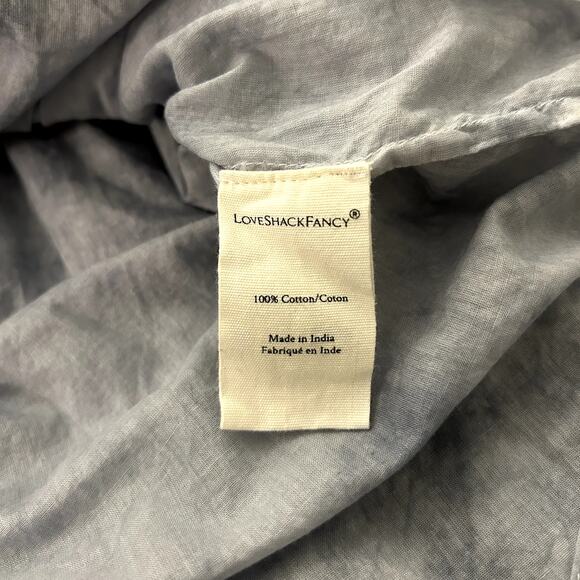 LOVESHACKFANCY®
100% Cotton/Coton
Made in India
Fabriqué en Inde